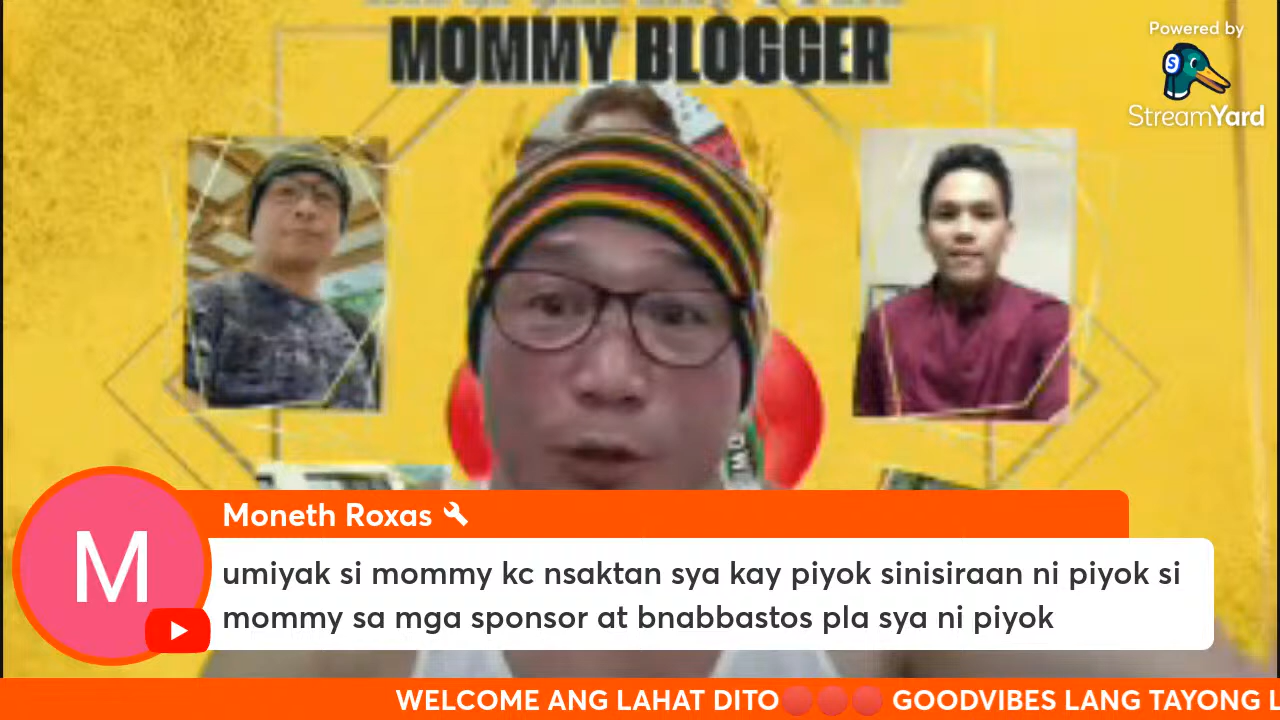 MOMMY BLOGGER
Powered by
S
StreamYard
Moneth Roxas
M
umiyak si mommy kc nsaktan sya kay piyok sinisiraan ni piyok si
mommy sa mga sponsor at bnabbastos pla sya ni piyok
WELCOME ANG LAHAT DITO🔴🔴🔴 GOODVIBES LANG TAYONG L